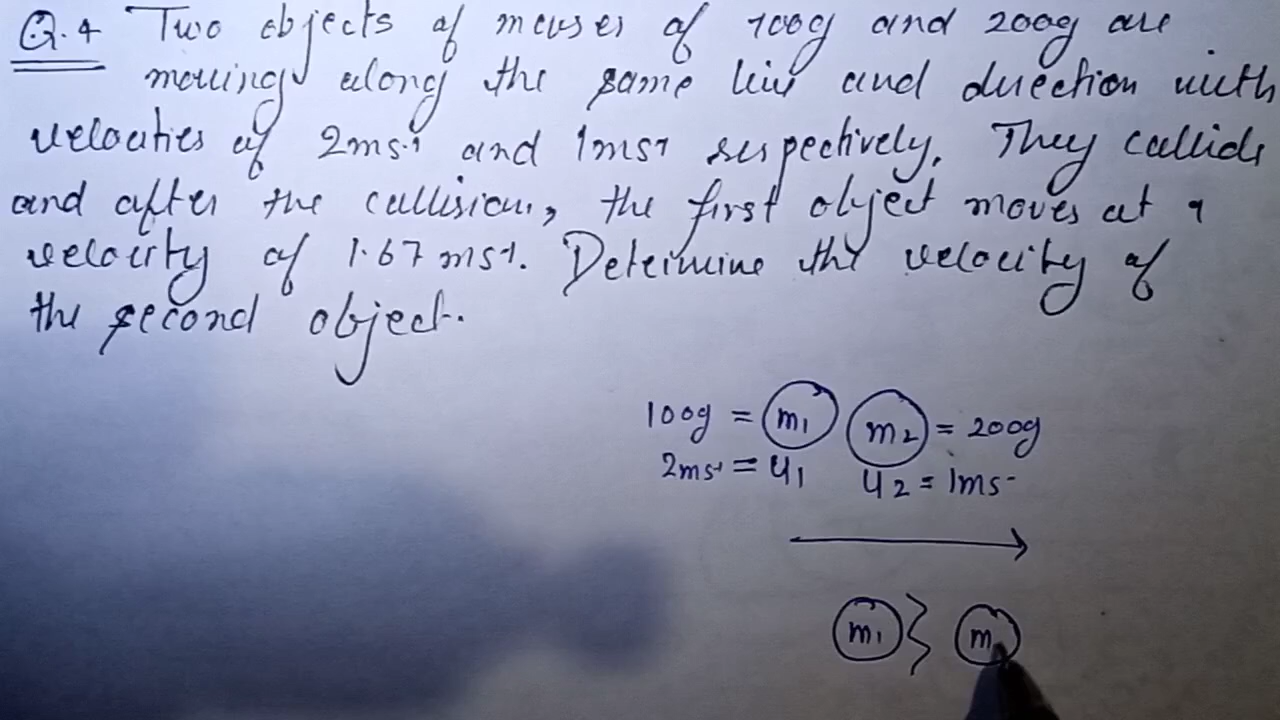 Q.4 Two objects of masses of 100g and 200g are
moving along the same line and direction with
velocities of 2ms-1 and 1ms-1 respectively. They collide
and after the collision, the first object moves at a
velocity of 1.67 ms-1. Determine the velocity of
the second object.
100g = m1 m2 = 200g
2ms-1 = u1 u2 = 1ms-
m1 m